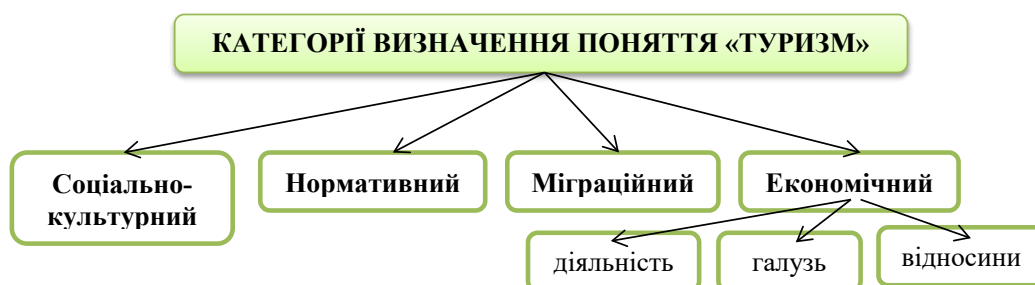 КАТЕГОРІЇ ВИЗНАЧЕННЯ ПОНЯТТЯ «ТУРИЗМ»
Соціально-
культурний
Нормативний
Міграційний
Економічний
діяльність
галузь
відносини